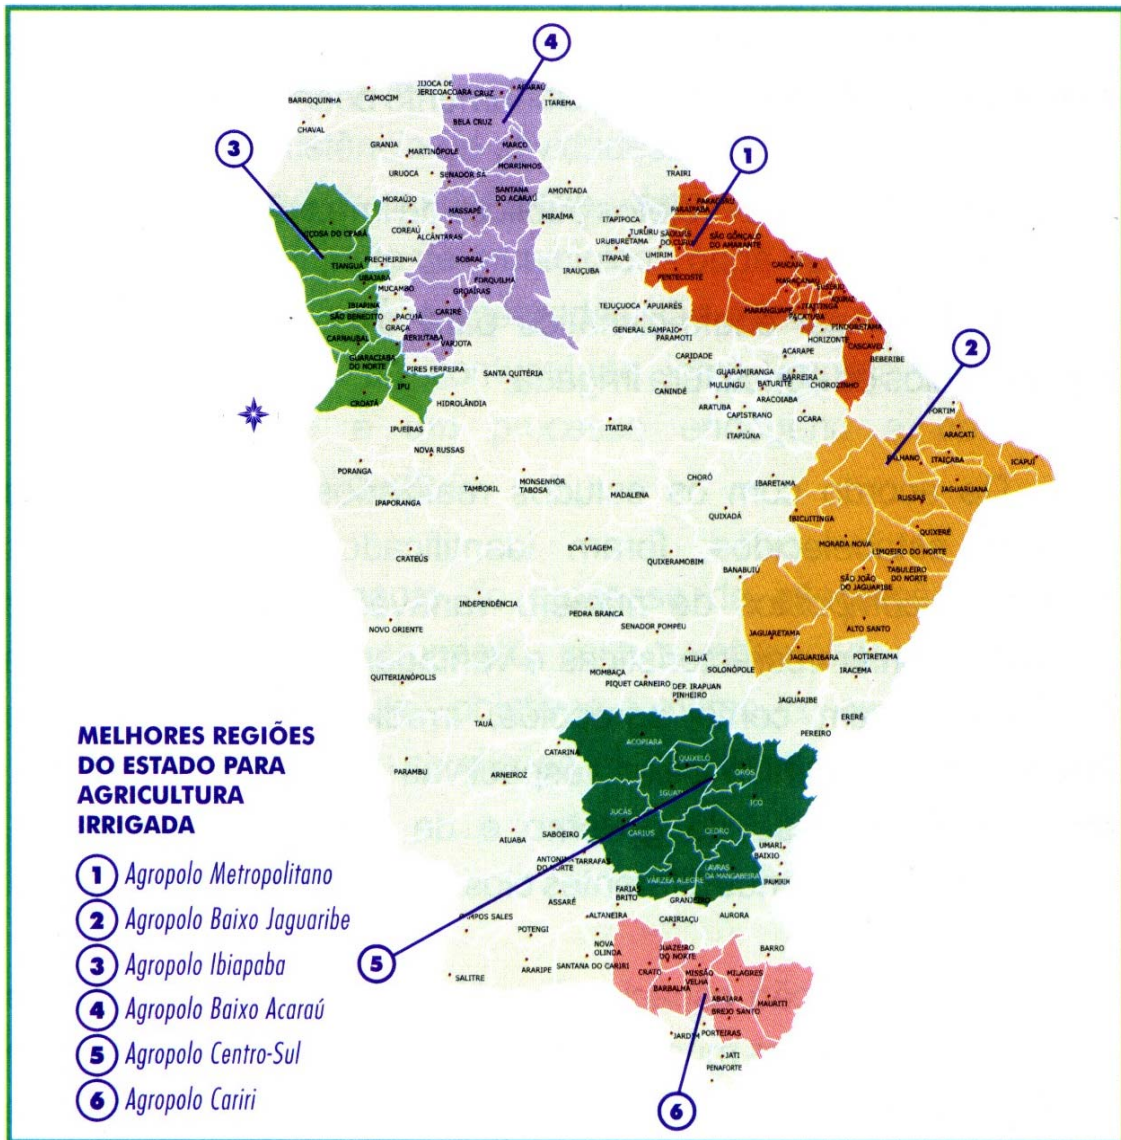 4
JIJOCA DE
JERICOACOARA
CRUZ
ACARAÚ
ITAREMA
CAMOCIM
BARROQUINHA
CHAVAL
BELA CRUZ
GRANJA
MARCO
3
MARTINÓPOLE
MORRINHOS
1
URUOCA
SENADOR SÁ
TRAIRI
SANTANA
DO ACARAÚ
AMONTADA
MORAÚJO
MASSAPÊ
PARACURU
PARAIPABA
COREAÚ
ALCÂNTARAS
MIRAÍMA
ITAPIPOCA
TURURU
URUBURETAMA
SÃO GONÇALO
DO AMARANTE
VIÇOSA DO CEARÁ
SOBRAL
ITAPAJÉ
UMIRIM
TIANGUÁ
FRECHEIRINHA
IRAUÇUBA
CAUCAIA
UBAJARA
FORQUILHA
PENTECOSTE
MARACANAÚ
EUSÉBIO
MUCAMBO
GROAÍRAS
ITAITINGA
AQUIRAZ
IBIAPINA
CARIRÉ
TEJUÇUOCA
APUIARÉS
MARANGUAPE
PACATUBA
SÃO BENEDITO
PACUJÁ
GRAÇA
GENERAL SAMPAIO
PARAMOTI
PINDORETAMA
HORIZONTE
CASCAVEL
CARNAUBAL
RERIUTABA
VARJOTA
ACARAPE
BEBERIBE
2
GUARACIABA
DO NORTE
PIRES FERREIRA
CARIDADE
GUARAMIRANGA
BARREIRA
CHOROZINHO
IPU
SANTA QUITÉRIA
MULUNGU
BATURITÉ
CANINDÉ
ARACOIABA
CROATÁ
HIDROLÂNDIA
ARATUBA
CAPISTRANO
OCARA
FORTIM
IPUEIRAS
ITATIRA
ITAPIÚNA
ARACATI
NOVA RUSSAS
PALHANO
ITAIÇABA
ICAPUÍ
PORANGA
TAMBORIL
MONSENHOR
TABOSA
CHORÓ
IBARETAMA
JAGUARUANA
IPAPORANGA
MADALENA
RUSSAS
QUIXADÁ
IBICUITINGA
QUIXERÉ
CRATEÚS
BOA VIAGEM
MORADA NOVA
LIMOEIRO DO NORTE
QUIXERAMOBIM
BANABUIÚ
TABULEIRO
DO NORTE
SÃO JOÃO
DO JAGUARIBE
INDEPENDÊNCIA
PEDRA BRANCA
NOVO ORIENTE
SENADOR POMPEU
JAGUARETAMA
ALTO SANTO
MILHÃ
JAGUARIBARA
POTIRETAMA
MOMBAÇA
SOLONÓPOLE
IRACEMA
QUITERIANÓPOLIS
PIQUET CARNEIRO
DEP. IRAPUAN
PINHEIRO
JAGUARIBE
TAUÁ
ERERÊ
PEREIRO
CATARINA
ACOPIARA
PARAMBU
ARNEIROZ
QUIXELÔ
ORÓS
IGUATU
ICÓ
JUCÁS
CARIUS
CEDRO
AIUABA
SABOEIRO
UMARI
BAIXIO
ANTONINA
DO NORTE
TARRAFAS
LAVRAS
DA MANGABEIRA
VÁRZEA ALEGRE
ASSARÉ
FARIAS
BRITO
GRANJEIRO
CAMPOS SALES
ALTANEIRA
AURORA
POTENGI
CARIRIAÇU
NOVA
OLINDA
JUAZEIRO
DO NORTE
BARRO
5
SALITRE
ARARIPE
SANTANA DO CARIRI
CRATO
MISSÃO
VELHA
MILAGRES
BARBALHA
ABAIARA
MAURITI
BREJO SANTO
JARDIM
PORTEIRAS
JATI
PENAFORTE
6
MELHORES REGIÕES
DO ESTADO PARA
AGRICULTURA
IRRIGADA
1 Agropolo Metropolitano
2 Agropolo Baixo Jaguaribe
3 Agropolo Ibiapaba
4 Agropolo Baixo Acaraú
5 Agropolo Centro-Sul
6 Agropolo Cariri